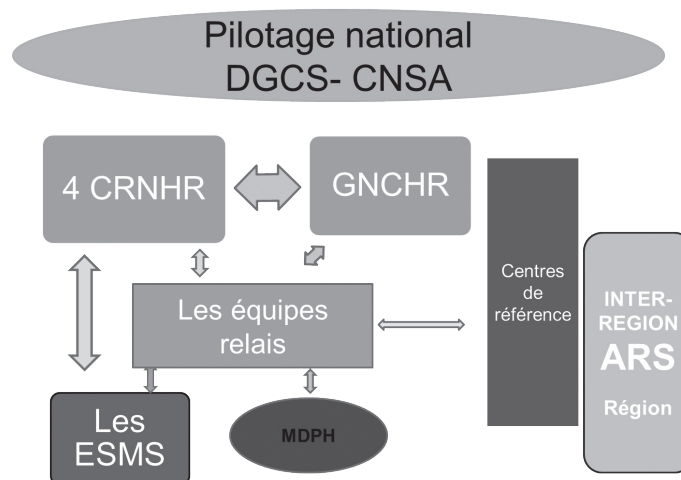 Pilotage national
DGCS- CNSA
4 CRNHR
GNCHR
Les équipes
relais
Centres
de
référence
INTER-
REGION
ARS
Région
Les
ESMS
MDPH